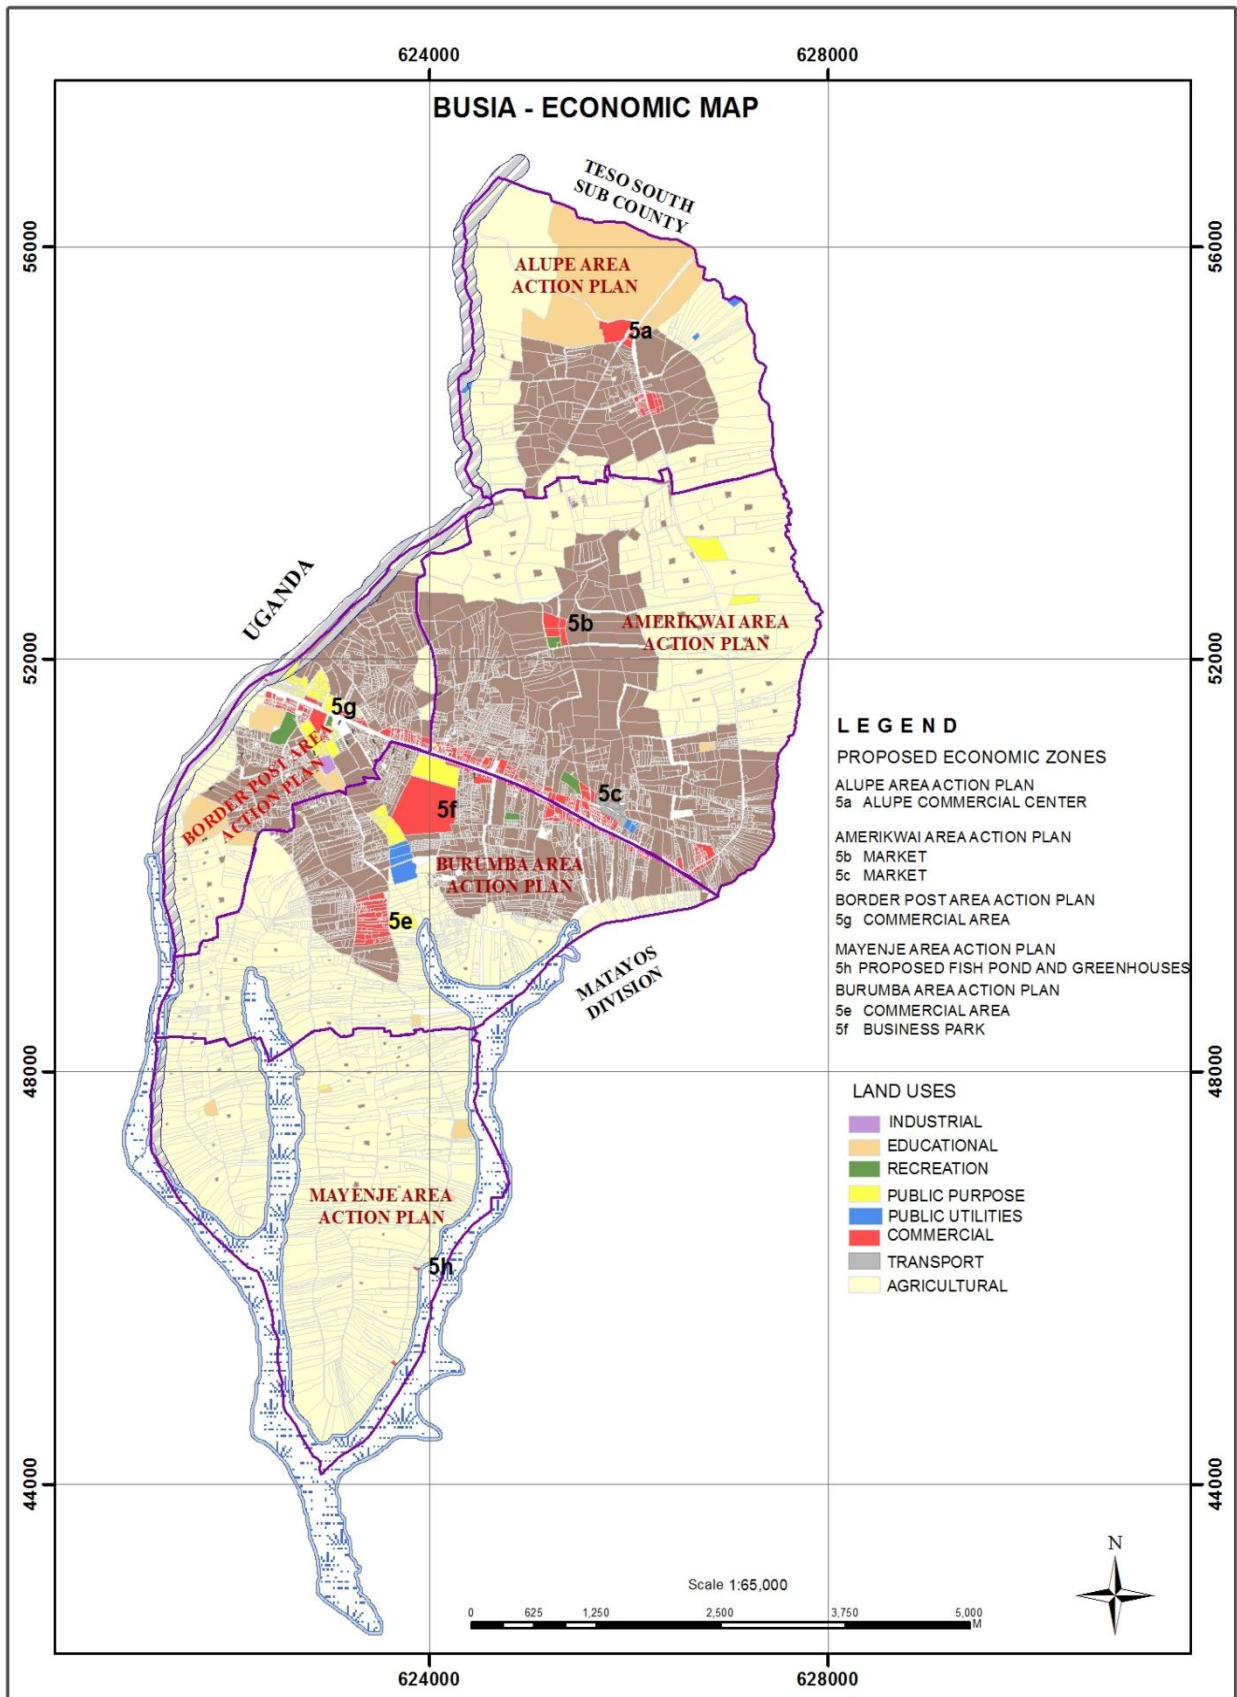 624000
628000
BUSIA - ECONOMIC MAP
TESO SOUTH
SUB COUNTY
56000
56000
ALUPE AREA
ACTION PLAN
5a
UGANDA
5b
AMERIKWAI AREA
ACTION PLAN
52000
52000
5g
BORDER POST AREA
ACTION PLAN
5c
5f
BURUMBA AREA
ACTION PLAN
5e
MATAYOS
DIVISION
LEGEND
PROPOSED ECONOMIC ZONES
ALUPE AREA ACTION PLAN
5a ALUPE COMMERCIAL CENTER
AMERIKWAI AREA ACTION PLAN
5b MARKET
5c MARKET
BORDER POST AREA ACTION PLAN
5g COMMERCIAL AREA
MAYENJE AREA ACTION PLAN
5h PROPOSED FISH POND AND GREENHOUSES
BURUMBA AREA ACTION PLAN
5e COMMERCIAL AREA
5f BUSINESS PARK
48000
48000
LAND USES
INDUSTRIAL
EDUCATIONAL
RECREATION
PUBLIC PURPOSE
PUBLIC UTILITIES
COMMERCIAL
TRANSPORT
AGRICULTURAL
MAYENJE AREA
ACTION PLAN
5h
44000
44000
N
Scale 1:65,000
0 625 1,250 2,500 3,750 5,000
M
624000
628000